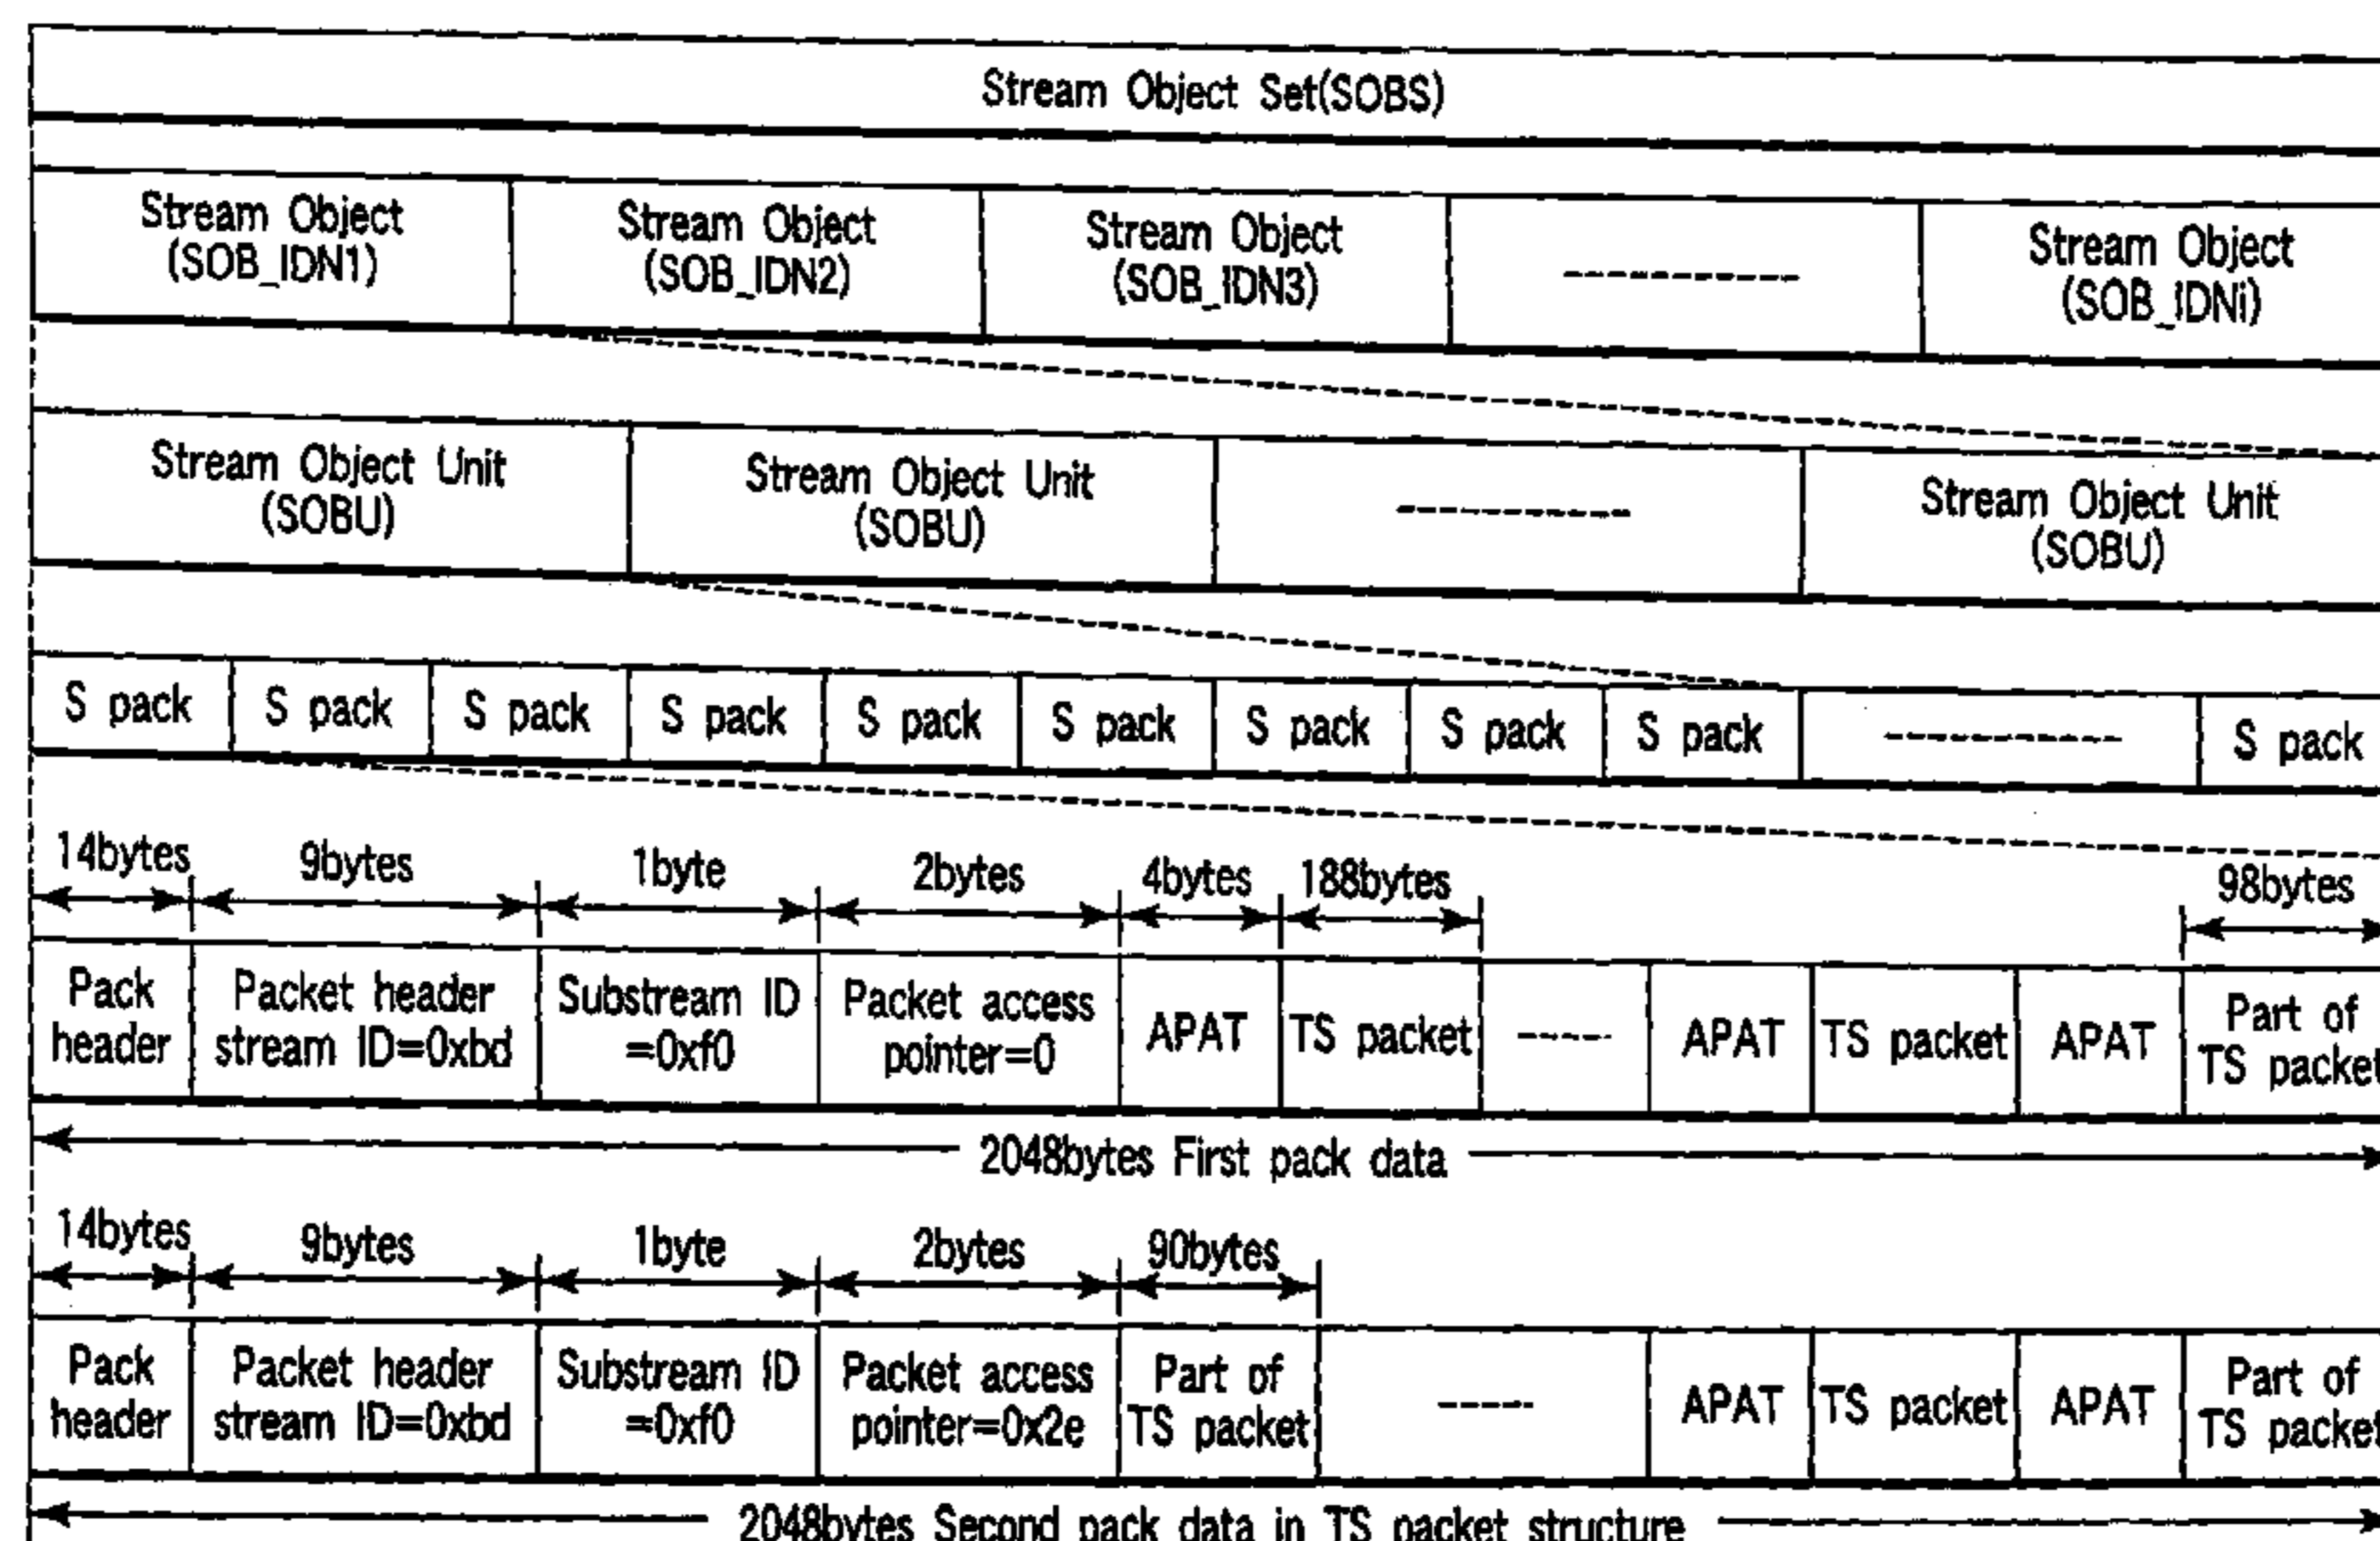 Stream Object Set(SOBS)
Stream Object
(SOB_IDN1)
Stream Object
(SOB_IDN2)
Stream Object
(SOB_IDN3)
Stream Object
(SOB_IDNi)
Stream Object Unit
(SOBU)
Stream Object Unit
(SOBU)
Stream Object Unit
(SOBU)
S pack
S pack
S pack
S pack
S pack
S pack
S pack
S pack
S pack
S pack
14bytes
9bytes
1byte
2bytes
4bytes
188bytes
98bytes
Pack
header
Packet header
stream ID=0xbd
Substream ID
=0xf0
Packet access
pointer=0
APAT
TS packet
APAT
TS packet
APAT
Part of
TS packet
2048bytes First pack data
14bytes
9bytes
1byte
2bytes
90bytes
Pack
header
Packet header
stream ID=0xbd
Substream ID
=0xf0
Packet access
pointer=0x2e
Part of
TS packet
APAT
TS packet
APAT
Part of
TS packet
2048bytes Second pack data in TS packet structure